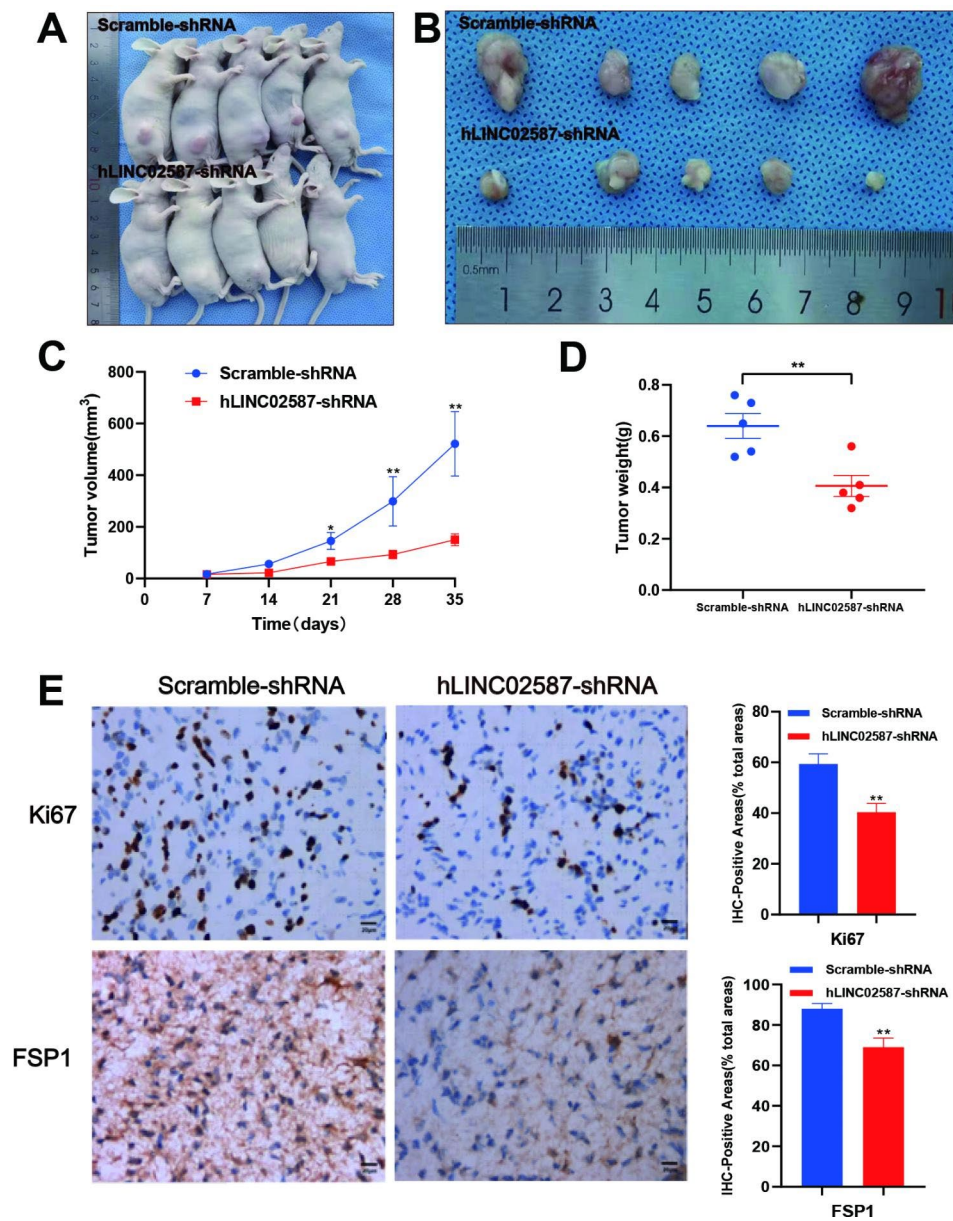 A
Scramble-shRNA
hLINC02587-shRNA
B
Scramble-shRNA
hLINC02587-shRNA
0.5mm
1 2 3 4 5 6 7 8 9 1
C
Tumor volume(mm³)
800
600
400
200
0
Scramble-shRNA
hLINC02587-shRNA
*
**
**
0 7 14 21 28 35
Time(days)
D
Tumor weight(g)
0.8
0.6
0.4
0.2
0.0
**
Scramble-shRNA hLINC02587-shRNA
E
Scramble-shRNA hLINC02587-shRNA
Ki67
FSP1
IHC-Positive Areas(% total areas)
80
60
40
20
0
Scramble-shRNA
hLINC02587-shRNA
**
Ki67
IHC-Positive Areas(% total areas)
100
80
60
40
20
0
Scramble-shRNA
hLINC02587-shRNA
**
FSP1